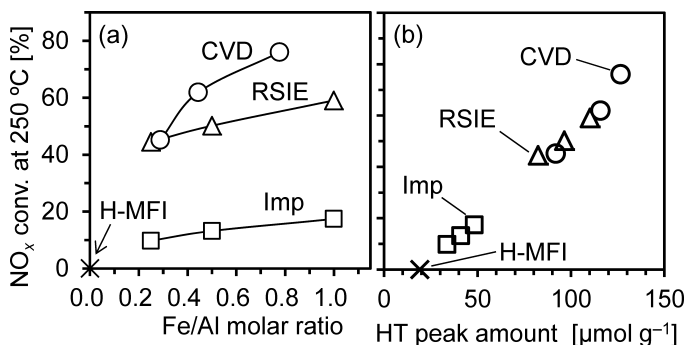 (a)
CVD
RSIE
Imp
H-MFI
NOx conv. at 250 ºC [%]
80
60
40
20
0
0.0 0.2 0.4 0.6 0.8 1.0
Fe/Al molar ratio
(b)
CVD
RSIE
Imp
H-MFI
0 50 100 150
HT peak amount [µmol g⁻¹]